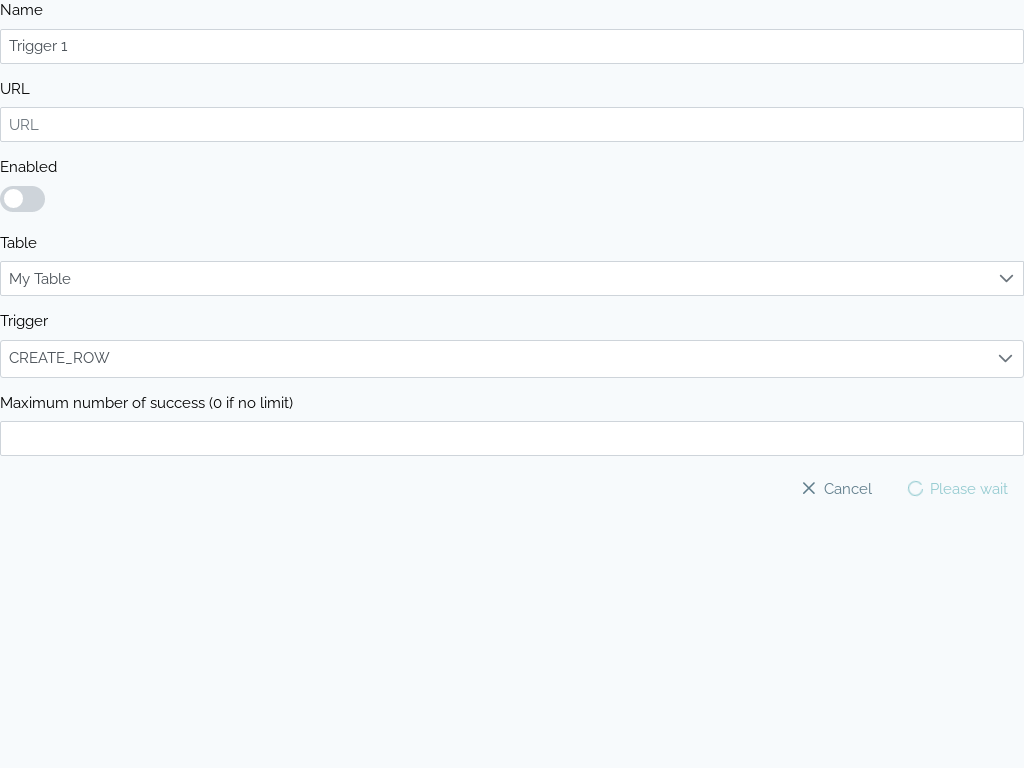 Name
Trigger 1
URL
URL
Enabled
Table
My Table
Trigger
CREATE_ROW
Maximum number of success (0 if no limit)
Cancel
Please wait